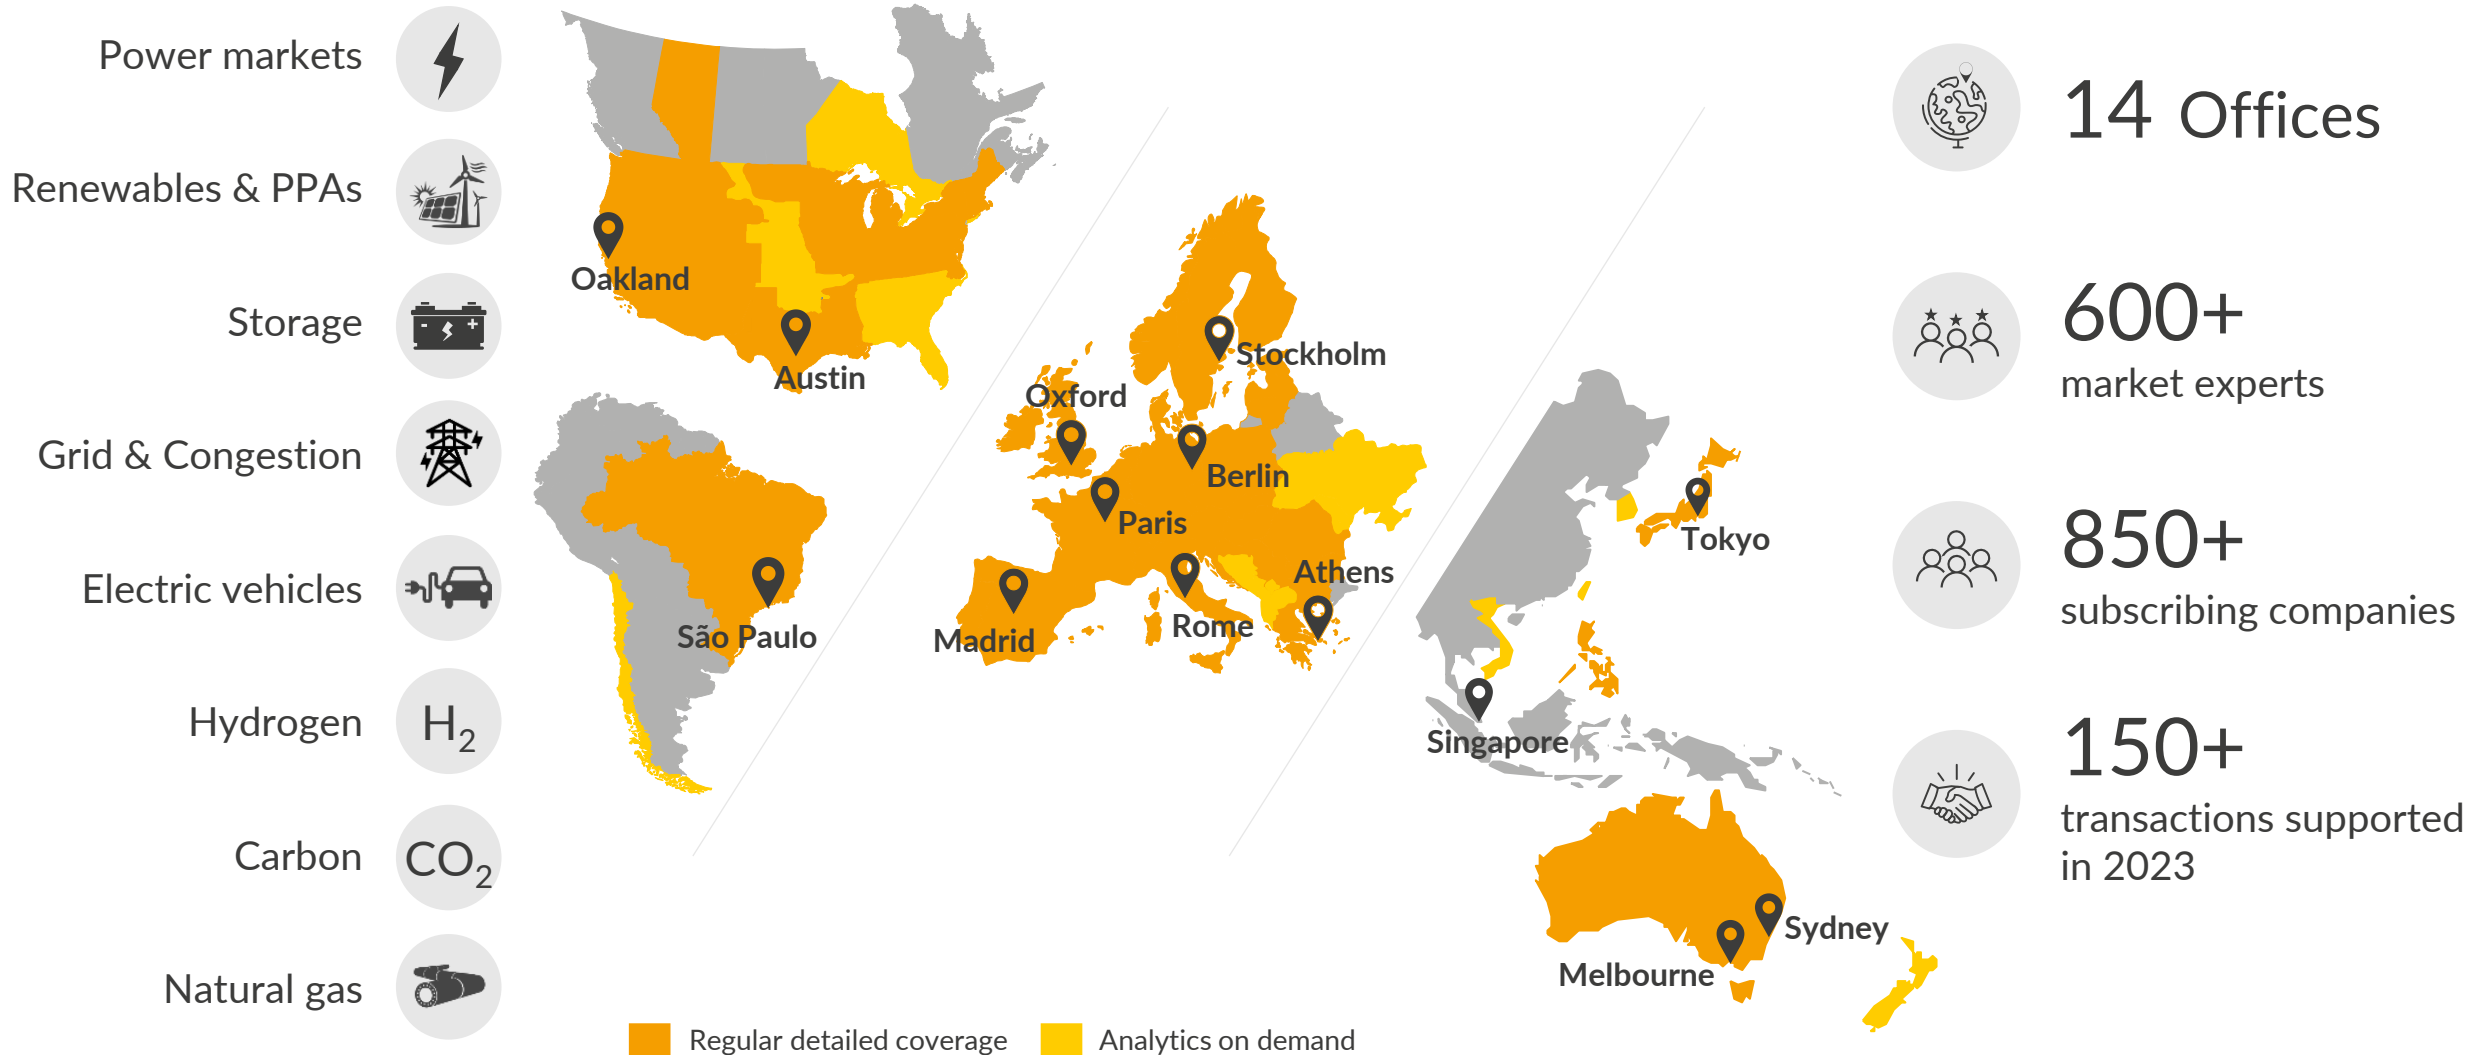 Power markets
Renewables & PPAs
Storage
Grid & Congestion
Electric vehicles
Hydrogen
H2
Carbon
CO2
Natural gas
Oakland
Austin
São Paulo
Oxford
Stockholm
Berlin
Paris
Madrid
Rome
Athens
Tokyo
Singapore
Sydney
Melbourne
Regular detailed coverage
Analytics on demand
14 Offices
600+
market experts
850+
subscribing companies
150+
transactions supported
in 2023